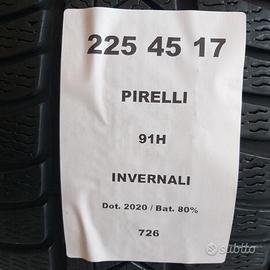 225 45 17
PIRELLI
91H
INVERNALI
Dot. 2020 / Bat. 80%
726
subito